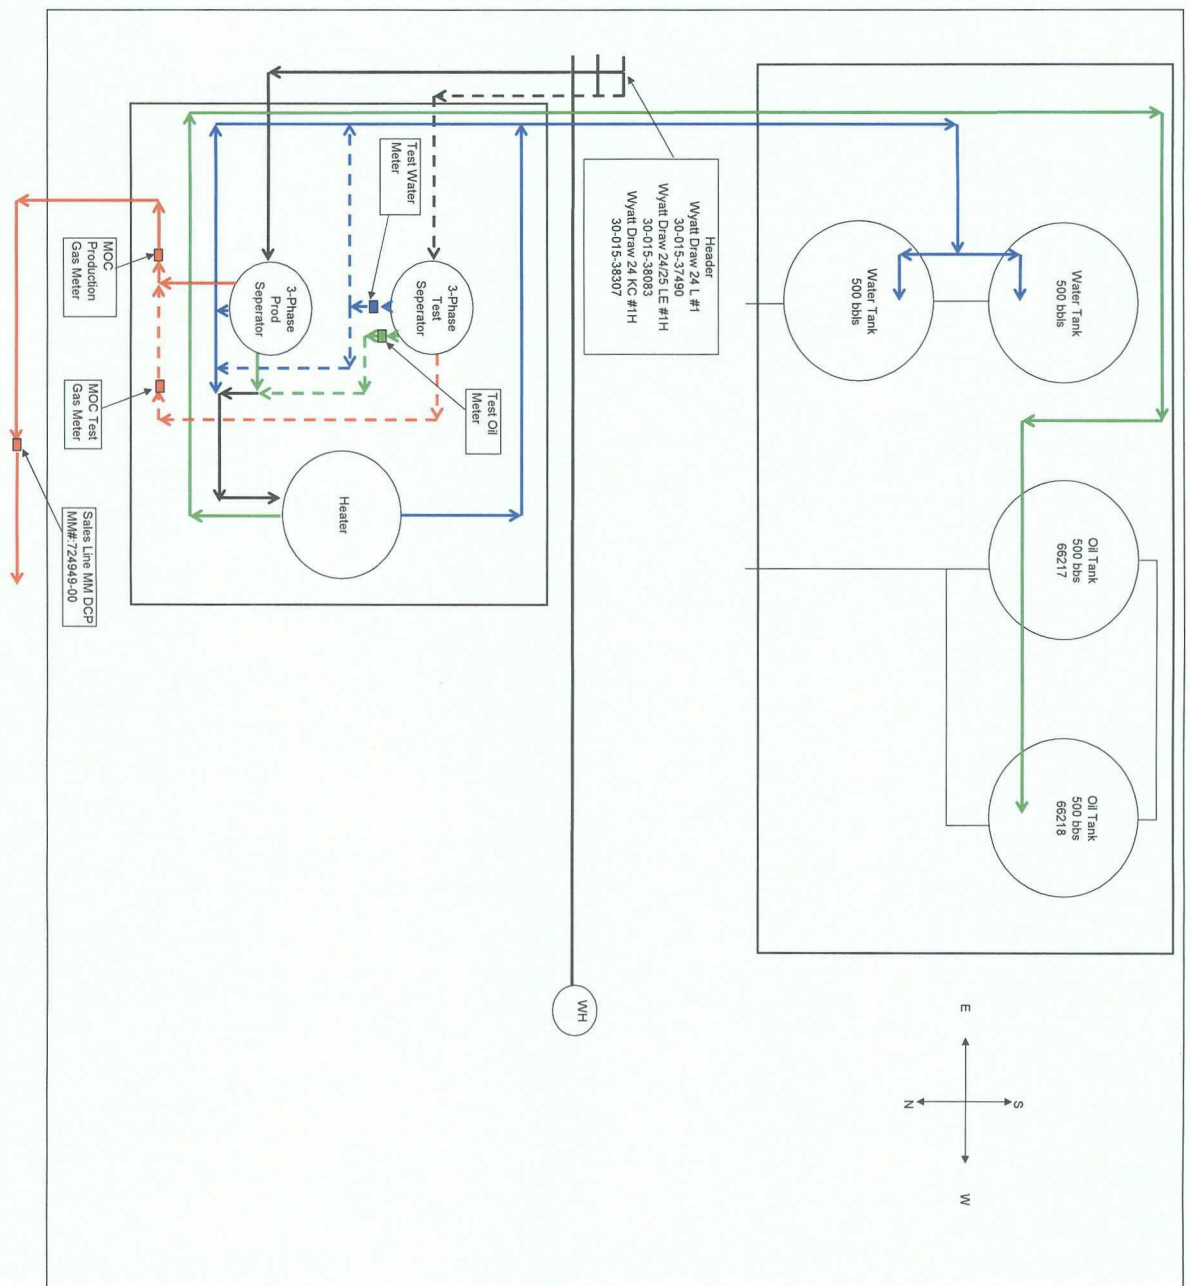 Header
Wyatt Draw 24 L #1
30-015-37490
Wyatt Draw 24/25 LE #1H
30-015-38083
Wyatt Draw 24 KC #1H
30-015-38307
Water Tank
500 bbls
Water Tank
500 bbls
Oil Tank
500 bbs
66217
Oil Tank
500 bbs
66218
Test Water
Meter
3-Phase
Test
Seperator
3-Phase
Prod
Seperator
Test Oil
Meter
Heater
MOC
Production
Gas Meter
MOC Test
Gas Meter
Sales Line MM DCP
MM#:724949-00
WH
E
S
N
W